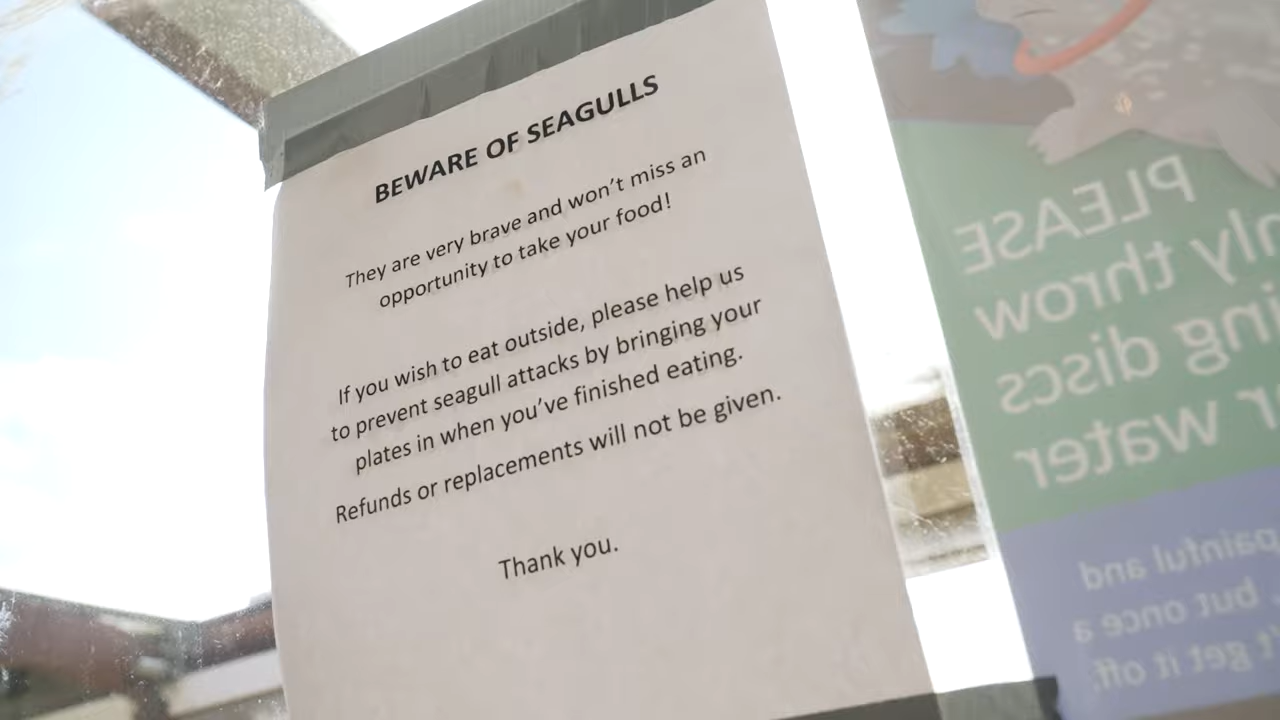 BEWARE OF SEAGULLS
They are very brave and won't miss an
opportunity to take your food!
If you wish to eat outside, please help us
to prevent seagull attacks by bringing your
plates in when you've finished eating.
Refunds or replacements will not be given.
Thank you.
PLEASE
throw
discs
water
painful and
but once a
get it off.